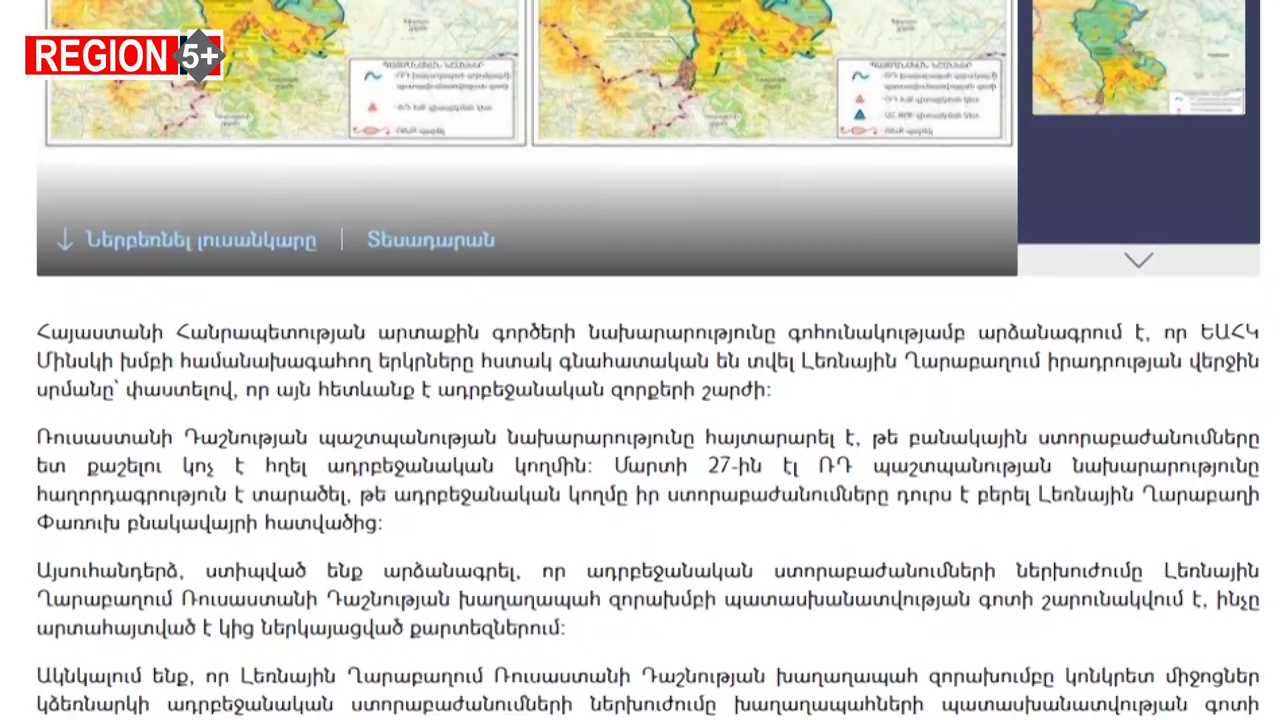 REGION 5+
Ներբեռնել լուսանկարը | Տեսադարան
Հայաստանի Հանրապետության արտաքին գործերի նախարարությունը գոհունակությամբ արձանագրում է, որ ԵԱՀԿ
Մինսկի խմբի համանախագահող երկրները հստակ գնահատական են տվել Լեռնային Ղարաբաղում իրադրության վերջին
սրմանը՝ փաստելով, որ այն հետևանք է ադրբեջանական զորքերի շարժի:
Ռուսաստանի Դաշնության պաշտպանության նախարարությունը հայտարարել է, թե բանակային ստորաբաժանումները
ետ քաշելու կոչ է հղել ադրբեջանական կողմին: Մարտի 27-ին էլ ՌԴ պաշտպանության նախարարությունը
հաղորդագրություն է տարածել, թե ադրբեջանական կողմը իր ստորաբաժանումները դուրս է բերել Լեռնային Ղարաբաղի
Փառուխ բնակավայրի հատվածից:
Այսուհանդերձ, ստիպված ենք արձանագրել, որ ադրբեջանական ստորաբաժանումների ներխուժումը Լեռնային
Ղարաբաղում Ռուսաստանի Դաշնության խաղաղապահ զորախմբի պատասխանատվության գոտի շարունակվում է, ինչը
արտահայտված է կից ներկայացված քարտեզներում:
Ակնկալում ենք, որ Լեռնային Ղարաբաղում Ռուսաստանի Դաշնության խաղաղապահ զորախումբը կոնկրետ միջոցներ
կձեռնարկի ադրբեջանական ստորաբաժանումների ներխուժումը խաղաղապահների պատասխանատվության գոտի